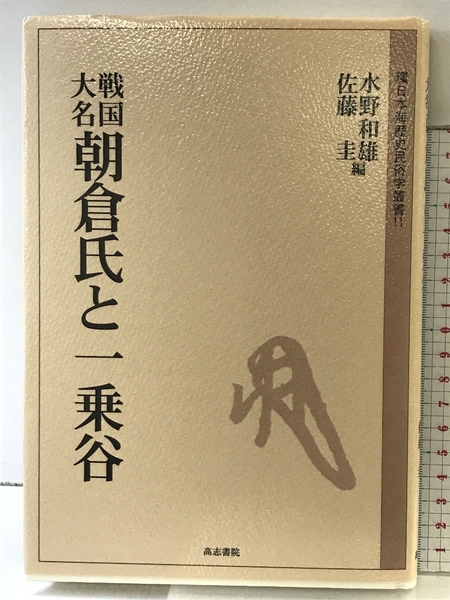 環日本海歴史民俗学叢書11
水野和雄
佐藤 圭 編
戦国
大名
朝倉氏と一乗谷
高志書院